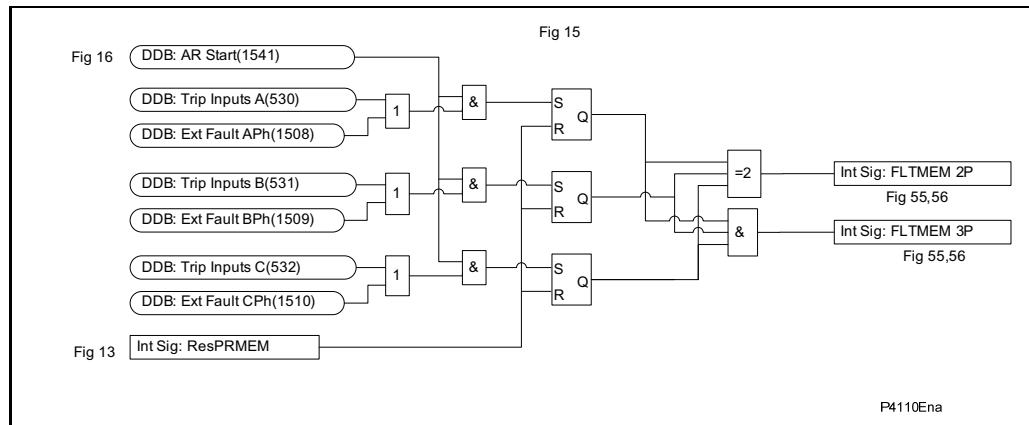 Fig 15
Fig 16
DDB: AR Start(1541)
DDB: Trip Inputs A(530)
1
&
S
Q
R
DDB: Ext Fault APh(1508)
DDB: Trip Inputs B(531)
1
&
S
Q
R
DDB: Ext Fault BPh(1509)
DDB: Trip Inputs C(532)
1
&
S
Q
R
DDB: Ext Fault CPh(1510)
=2
Int Sig: FLTMEM 2P
Fig 55,56
&
Int Sig: FLTMEM 3P
Fig 55,56
Fig 13
Int Sig: ResPRMEM
P4110Ena